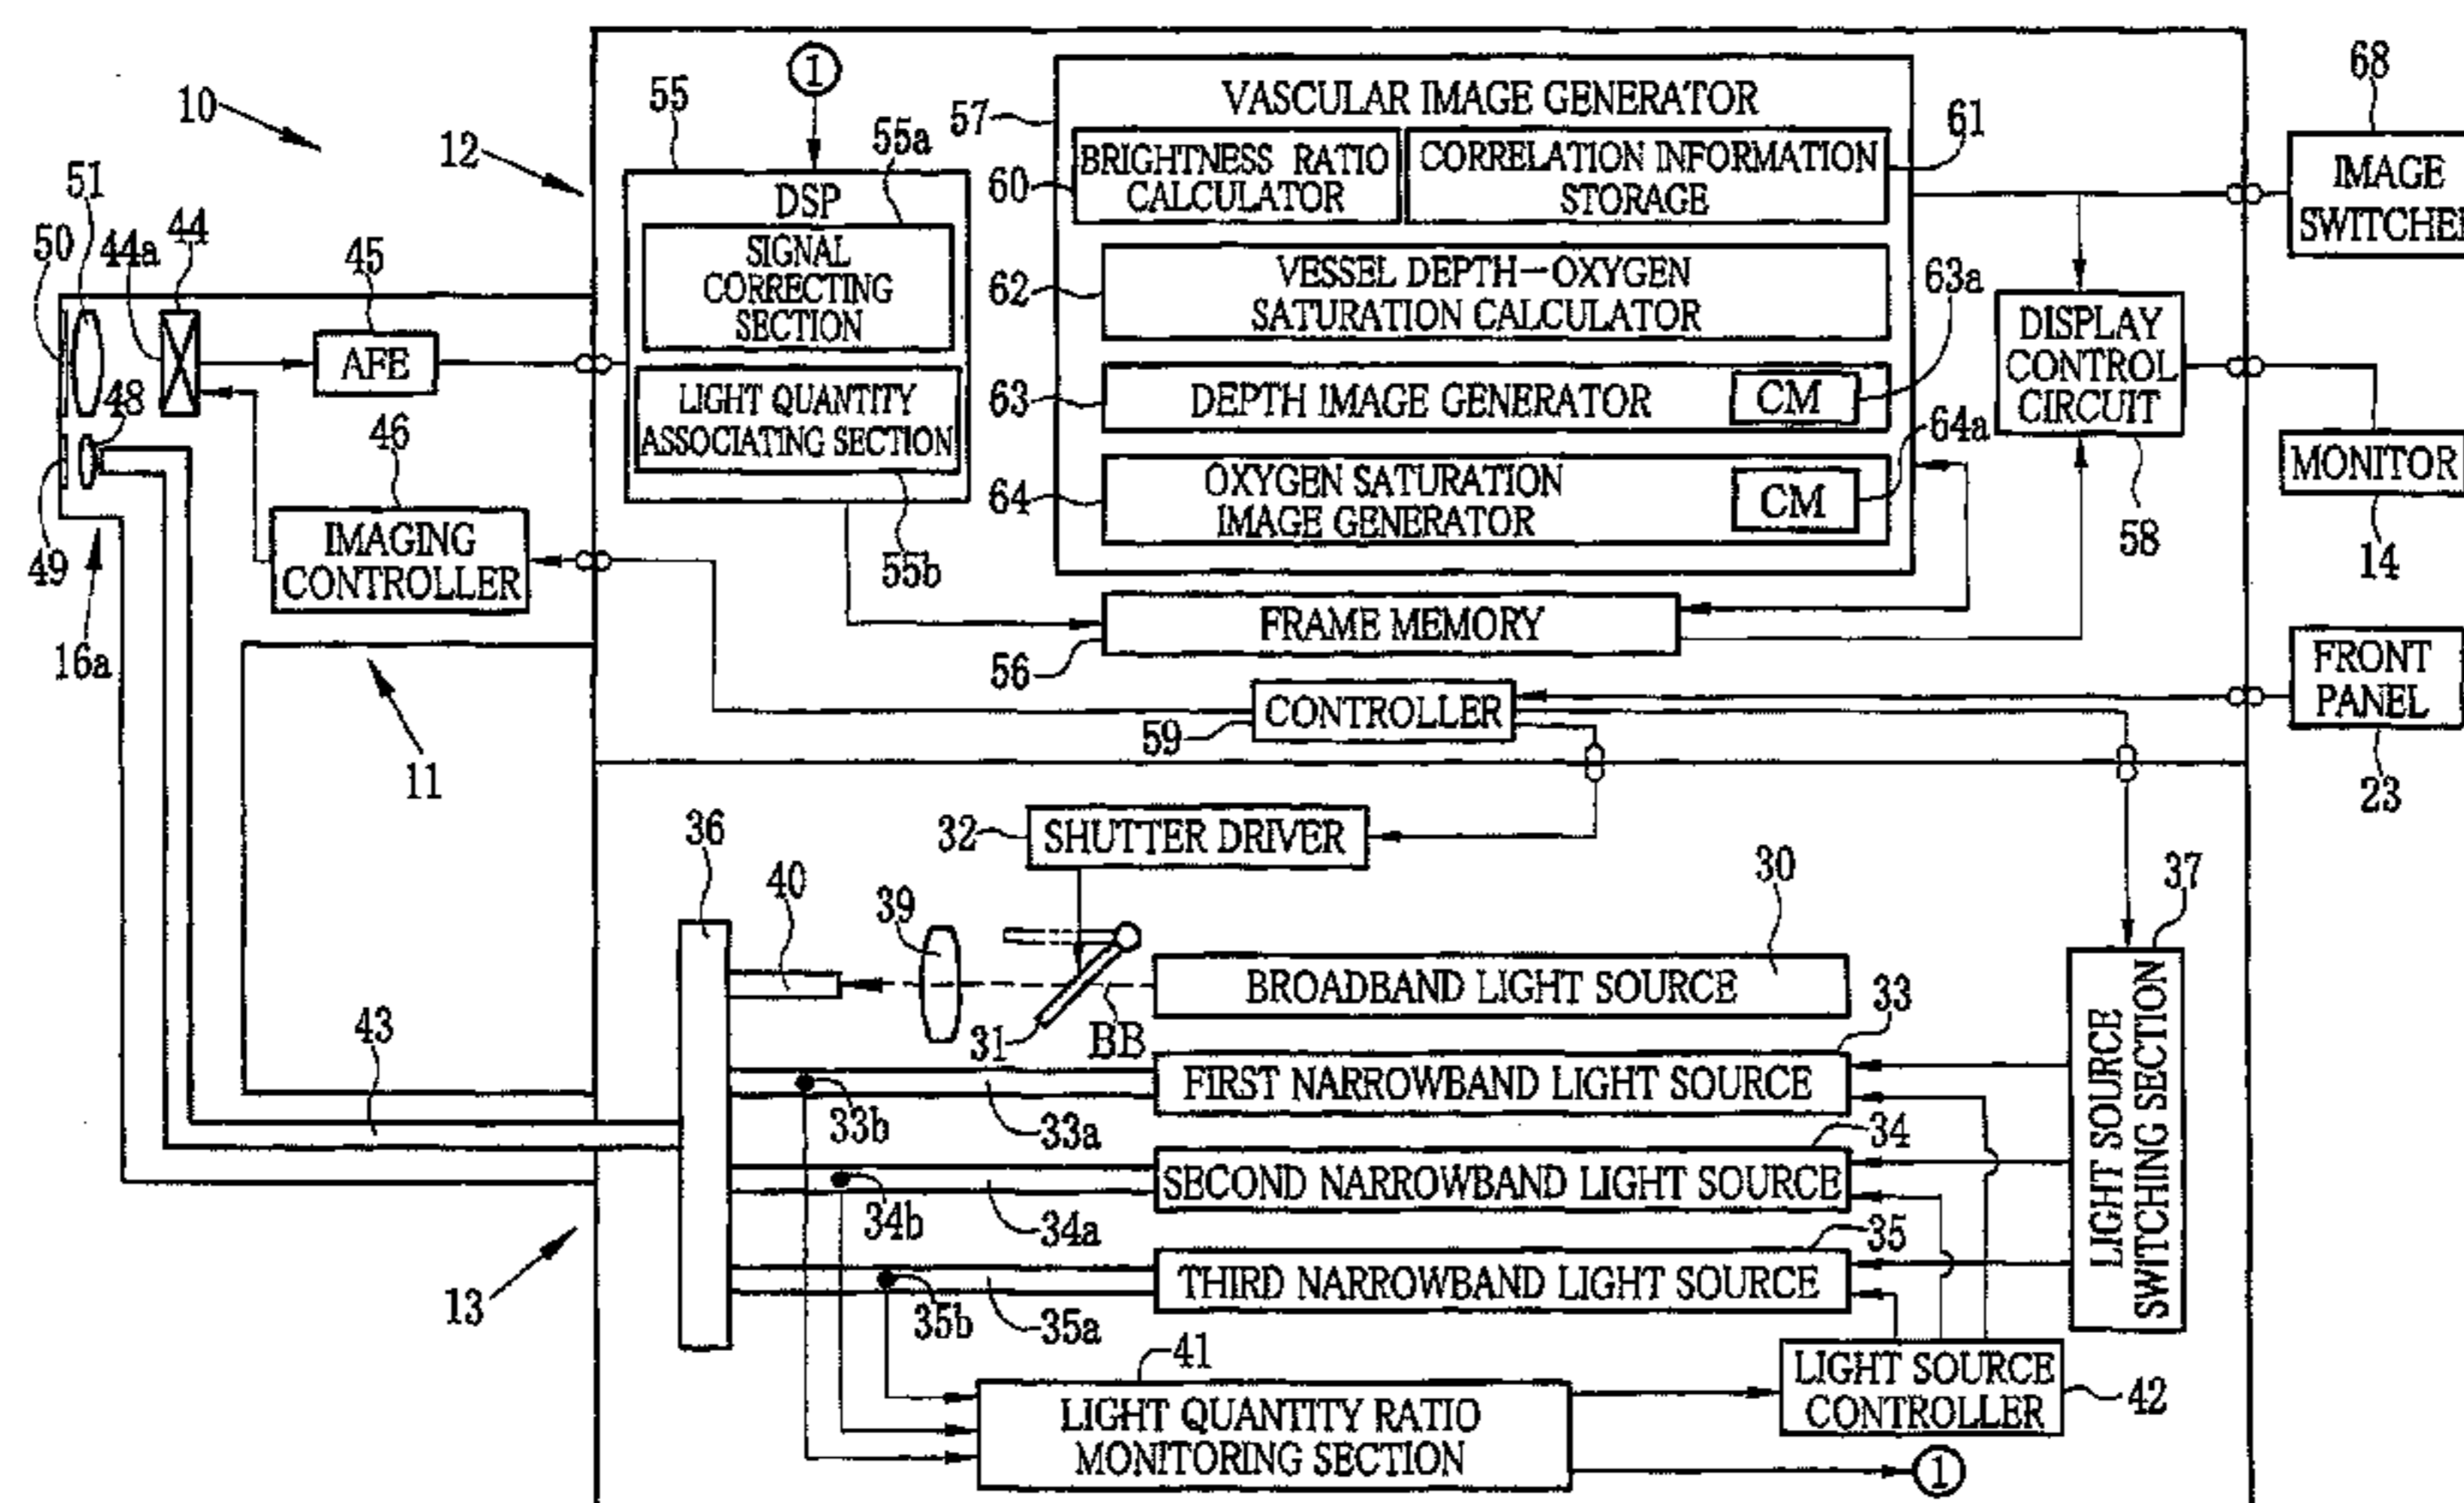 10
12
55
①
55a
DSP
SIGNAL
CORRECTING
SECTION
LIGHT QUANTITY
ASSOCIATING SECTION
55b
57
VASCULAR IMAGE GENERATOR
61
60
BRIGHTNESS RATIO
CALCULATOR
CORRELATION INFORMATION
STORAGE
62
VESSEL DEPTH-OXYGEN
SATURATION CALCULATOR
63a
63
DEPTH IMAGE GENERATOR
CM
64a
64
OXYGEN SATURATION
IMAGE GENERATOR
CM
68
IMAGE
SWITCHER
DISPLAY
CONTROL
CIRCUIT
58
MONITOR
14
50
51
44a
44
45
AFE
48
49
46
IMAGING
CONTROLLER
16a
11
FRAME MEMORY
56
CONTROLLER
59
FRONT
PANEL
23
32
SHUTTER DRIVER
36
40
39
31
BB
30
BROADBAND LIGHT SOURCE
37
LIGHT SOURCE
SWITCHING SECTION
33
FIRST NARROWBAND LIGHT SOURCE
33b
33a
43
34
SECOND NARROWBAND LIGHT SOURCE
34b
34a
35
THIRD NARROWBAND LIGHT SOURCE
35b
35a
13
41
LIGHT QUANTITY RATIO
MONITORING SECTION
LIGHT SOURCE
CONTROLLER
42
①